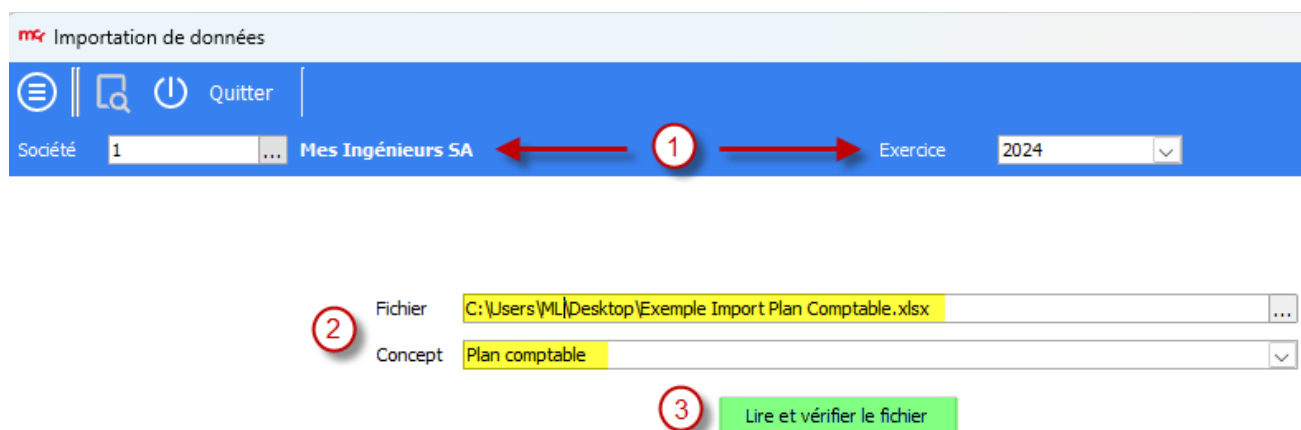 mcr Importation de données
Quitter
Société 1 ... Mes Ingénieurs SA 1 Exercice 2024
Fichier C:\Users\ML\Desktop\Exemple Import Plan Comptable.xlsx ...
2
Concept Plan comptable
3 Lire et vérifier le fichier